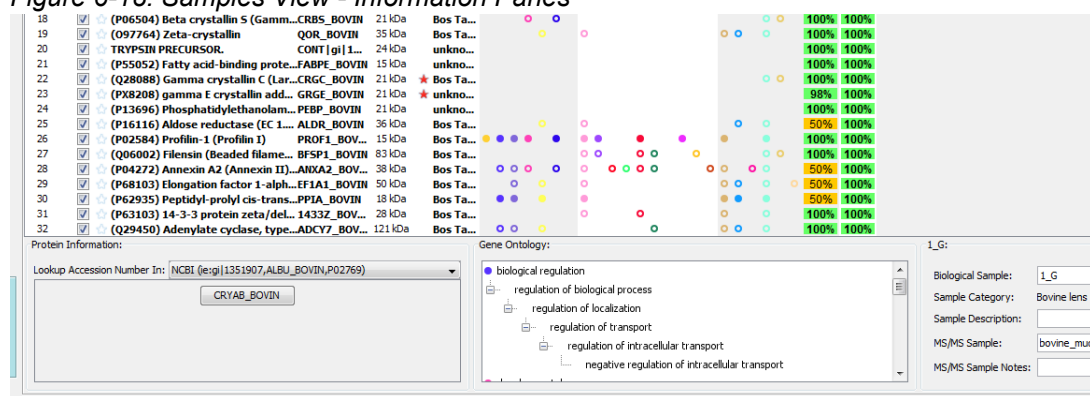 Figure 6-18. Samples View - Information Panes
18 (P06504) Beta crystallin S (Gamm...CRBS_BOVIN 21 kDa Bos Ta... 100% 100%
19 (O97764) Zeta-crystallin QOR_BOVIN 35 kDa Bos Ta... 100% 100%
20 TRYPSIN PRECURSOR. CONT|gi|1... 24 kDa unkno... 100% 100%
21 (P55052) Fatty acid-binding prote...FABPE_BOVIN 15 kDa unkno... 100% 100%
22 (Q28088) Gamma crystallin C (Lar...CRGC_BOVIN 21 kDa Bos Ta... 100% 100%
23 (PX8208) gamma E crystallin add... GRGE_BOVIN 21 kDa unkno... 98% 100%
24 (P13696) Phosphatidylethanolam... PEBP_BOVIN 21 kDa unkno... 100% 100%
25 (P16116) Aldose reductase (EC 1.... ALDR_BOVIN 36 kDa Bos Ta... 50% 100%
26 (P02584) Profilin-1 (Profilin I) PROF1_BOV... 15 kDa Bos Ta... 100% 100%
27 (Q06002) Filensin (Beaded filame... BFSP1_BOVIN 83 kDa Bos Ta... 100% 100%
28 (P04272) Annexin A2 (Annexin II)...ANXA2_BOV... 38 kDa Bos Ta... 50% 100%
29 (P68103) Elongation factor 1-alph...EF1A1_BOVIN 50 kDa Bos Ta... 50% 100%
30 (P62935) Peptidyl-prolyl cis-trans...PPIA_BOVIN 18 kDa Bos Ta... 50% 100%
31 (P63103) 14-3-3 protein zeta/del... 1433Z_BOV... 28 kDa Bos Ta... 100% 100%
32 (Q29450) Adenylate cyclase, type...ADCY7_BOV... 121 kDa Bos Ta... 100% 100%
Protein Information:
Lookup Accession Number In: NCBI (ie:gi|1351907,ALBU_BOVIN,P02769)
CRYAB_BOVIN
Gene Ontology:
biological regulation
regulation of biological process
regulation of localization
regulation of transport
regulation of intracellular transport
negative regulation of intracellular transport
1_G:
Biological Sample: 1_G
Sample Category: Bovine lens
Sample Description:
MS/MS Sample: bovine_mud
MS/MS Sample Notes: